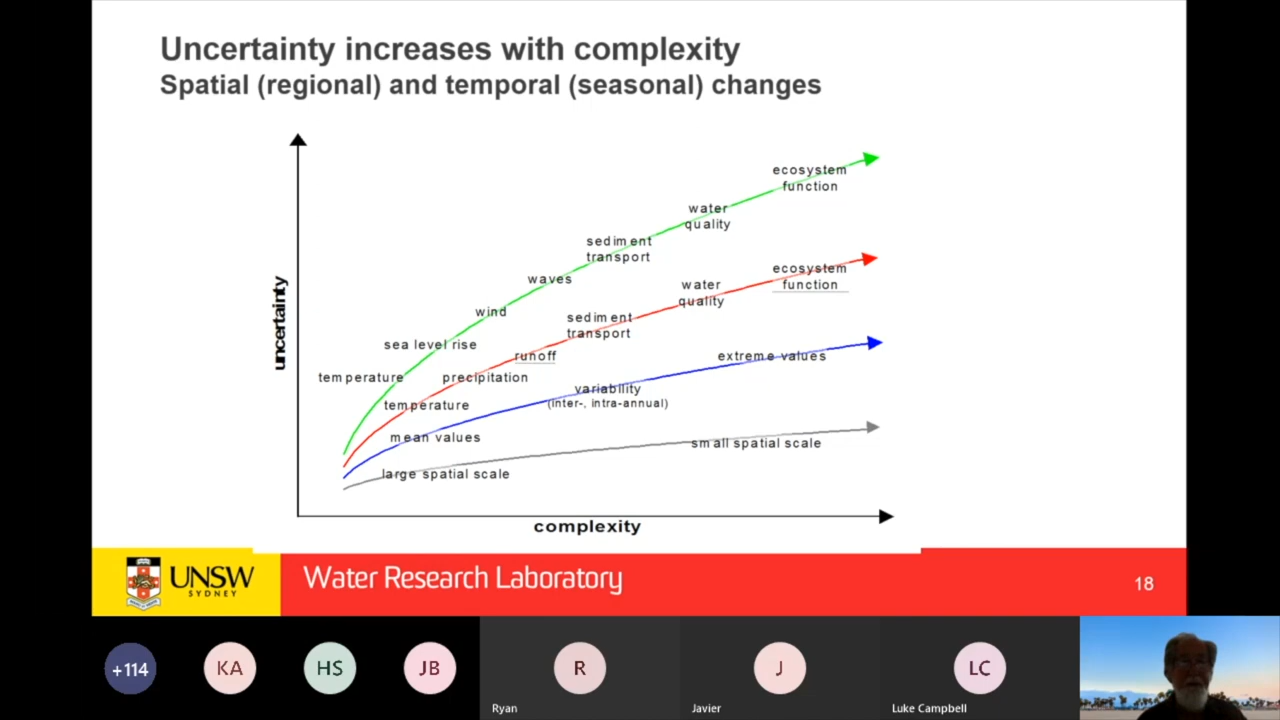 Uncertainty increases with complexity
Spatial (regional) and temporal (seasonal) changes
uncertainty
ecosystem
function
water
quality
sediment
transport
waves
wind
sea level rise
temperature
ecosystem
function
water
quality
sediment
transport
runoff
precipitation
temperature
extreme values
variability
(inter-, intra-annual)
mean values
small spatial scale
large spatial scale
complexity
UNSW
SYDNEY
Water Research Laboratory
18
+114
KA
HS
JB
R
J
LC
Ryan
Javier
Luke Campbell